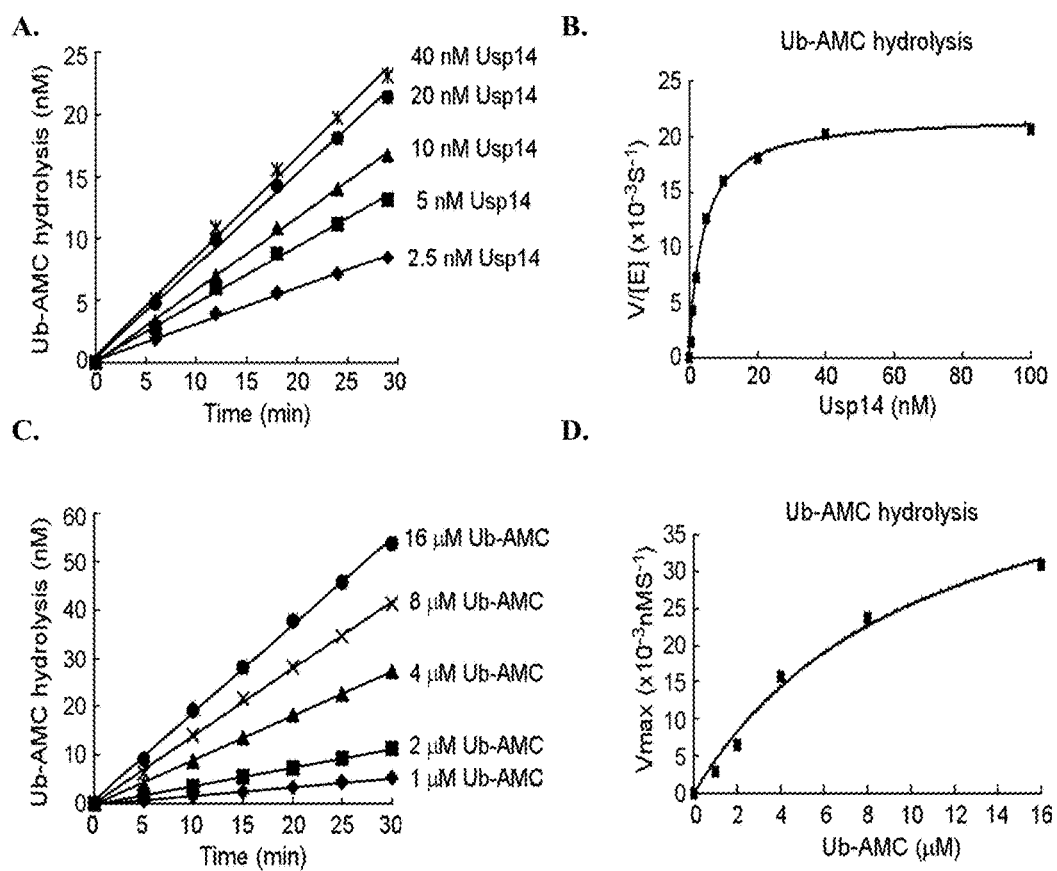 A.
Ub-AMC hydrolysis (nM)
25
20
15
10
5
0
0 5 10 15 20 25 30
Time (min)
40 nM Usp14
20 nM Usp14
10 nM Usp14
5 nM Usp14
2.5 nM Usp14
B.
Ub-AMC hydrolysis
V/[E] (x10⁻³S⁻¹)
25
20
15
10
5
0
0 20 40 60 80 100
Usp14 (nM)
C.
Ub-AMC hydrolysis (nM)
60
50
40
30
20
10
0
0 5 10 15 20 25 30
Time (min)
16 µM Ub-AMC
8 µM Ub-AMC
4 µM Ub-AMC
2 µM Ub-AMC
1 µM Ub-AMC
D.
Ub-AMC hydrolysis
Vmax (x10⁻³nMS⁻¹)
35
30
25
20
15
10
5
0
0 2 4 6 8 10 12 14 16
Ub-AMC (µM)